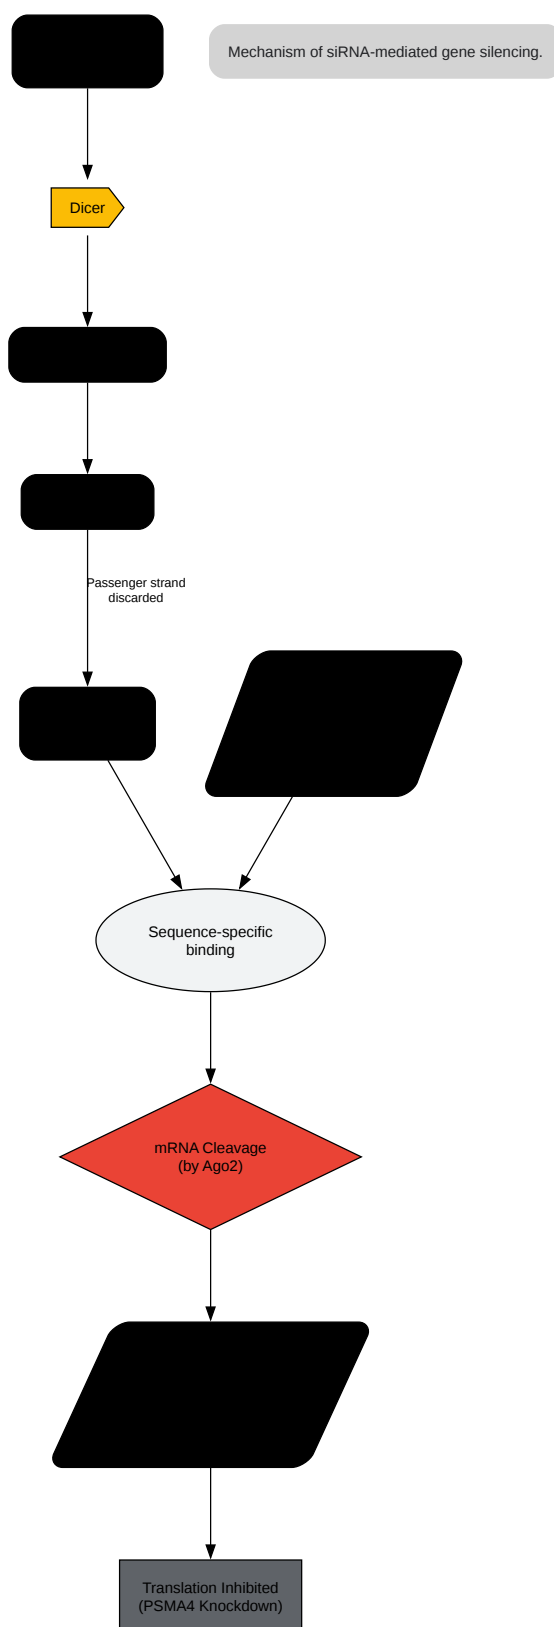 Mechanism of siRNA-mediated gene silencing.
Dicer
Passenger strand
discarded
Sequence-specific
binding
mRNA Cleavage
(by Ago2)
Translation Inhibited
(PSMA4 Knockdown)